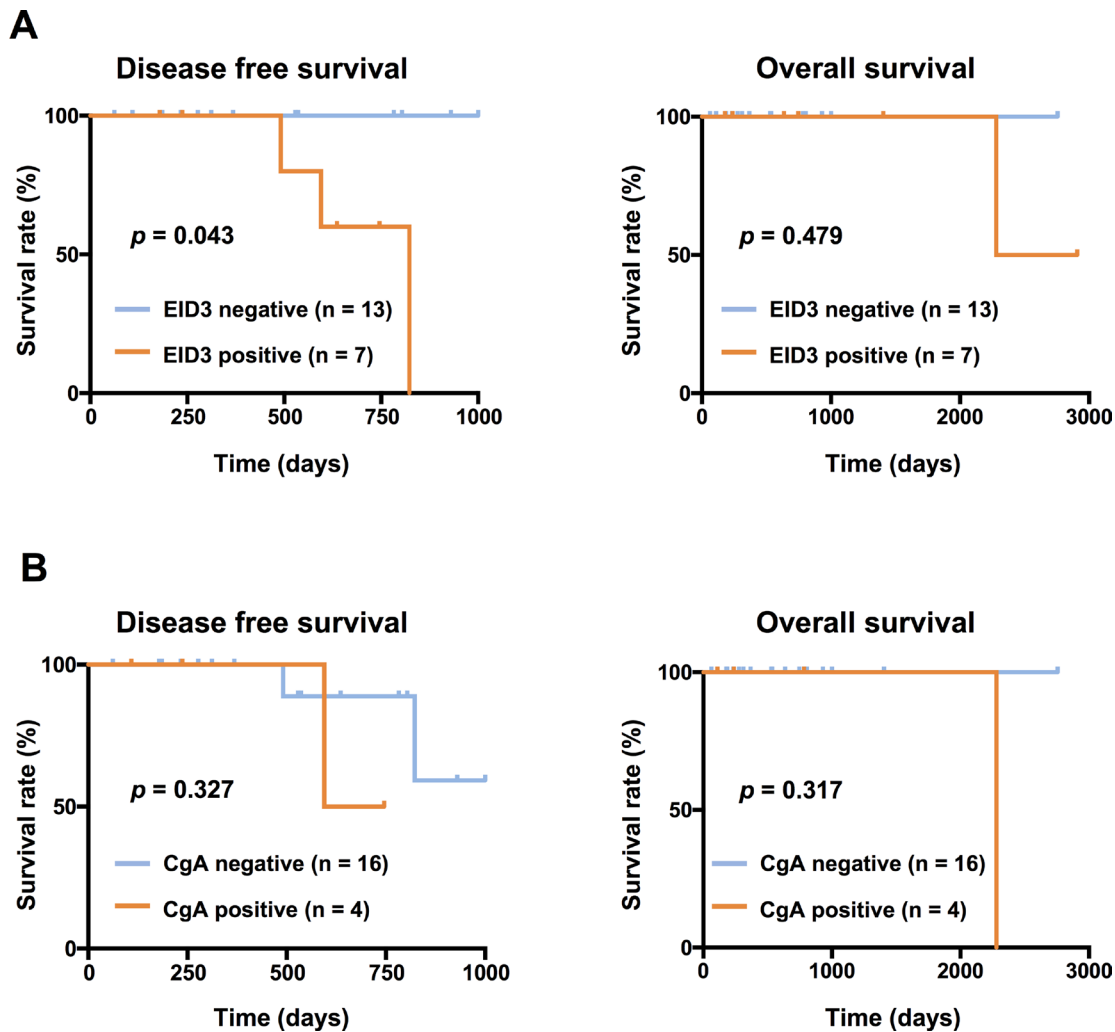 A
Disease free survival
Survival rate (%)
100
50
0
p = 0.043
EID3 negative (n = 13)
EID3 positive (n = 7)
0 250 500 750 1000
Time (days)
Overall survival
Survival rate (%)
100
50
0
p = 0.479
EID3 negative (n = 13)
EID3 positive (n = 7)
0 1000 2000 3000
Time (days)
B
Disease free survival
Survival rate (%)
100
50
0
p = 0.327
CgA negative (n = 16)
CgA positive (n = 4)
0 250 500 750 1000
Time (days)
Overall survival
Survival rate (%)
100
50
0
p = 0.317
CgA negative (n = 16)
CgA positive (n = 4)
0 1000 2000 3000
Time (days)